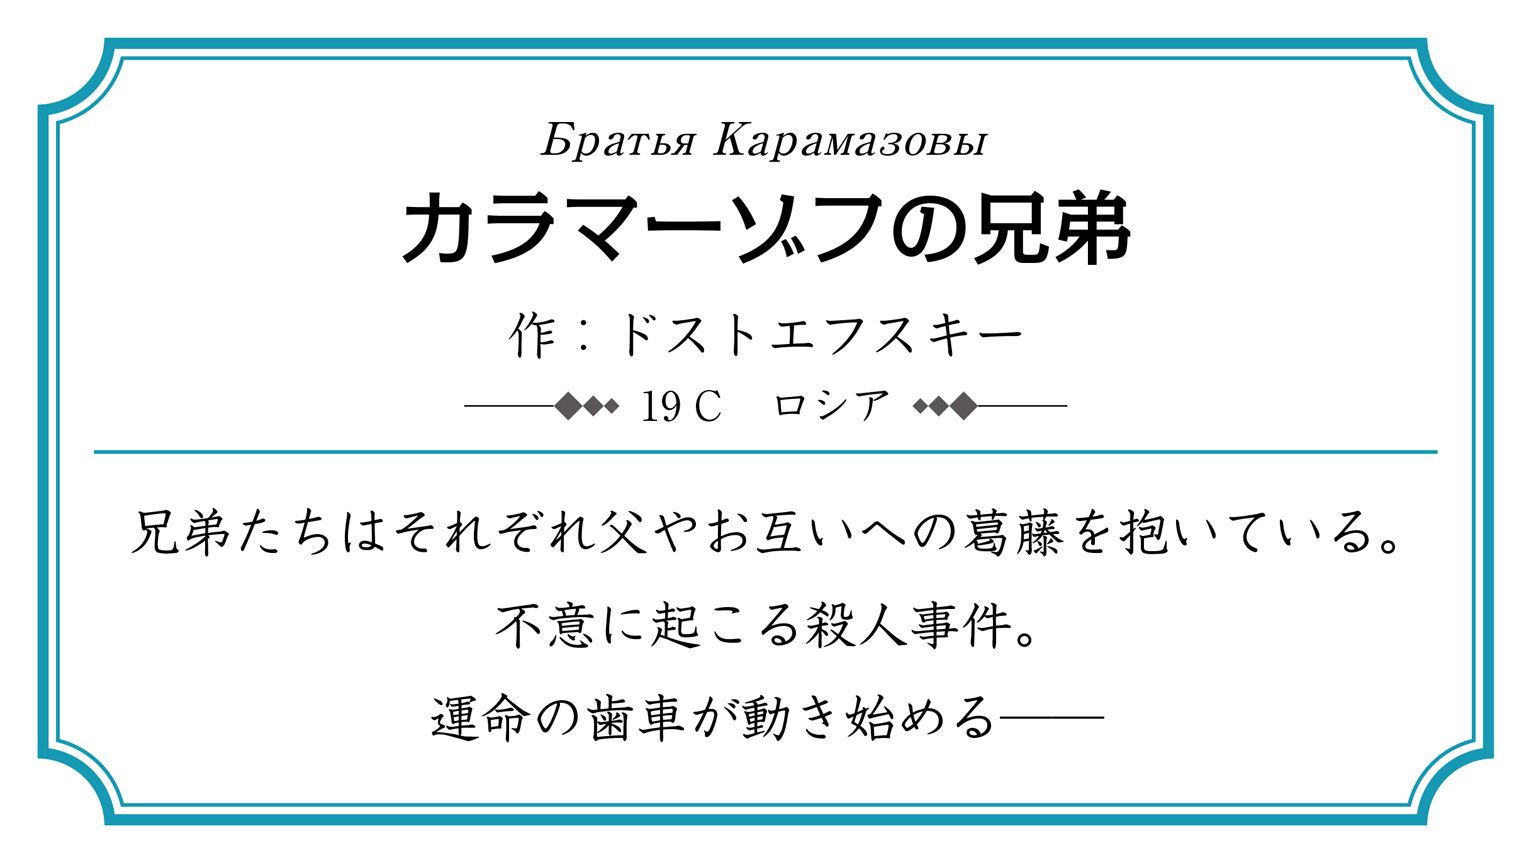 Братья Карамазовы
カラマーゾフの兄弟
作：ドストエフスキー
19 C　ロシア
兄弟たちはそれぞれ父やお互いへの葛藤を抱いている。
不意に起こる殺人事件。
運命の歯車が動き始める――